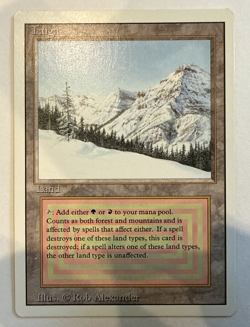 Taiga
Land
: Add either or to your mana pool.
Counts as both forest and mountains and is
affected by spells that affect either. If a spell
destroys one of these land types, this card is
destroyed; if a spell alters one of these land types,
the other land type is unaffected.
Illus. © Rob Alexander